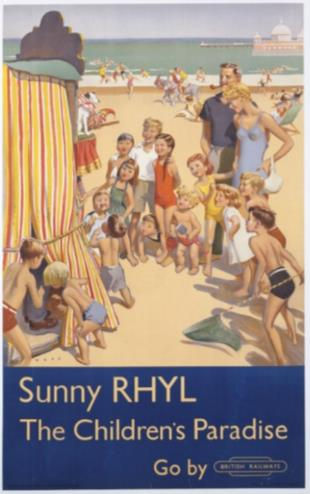 Sunny RHYL
The Children's Paradise
Go by BRITISH RAILWAYS